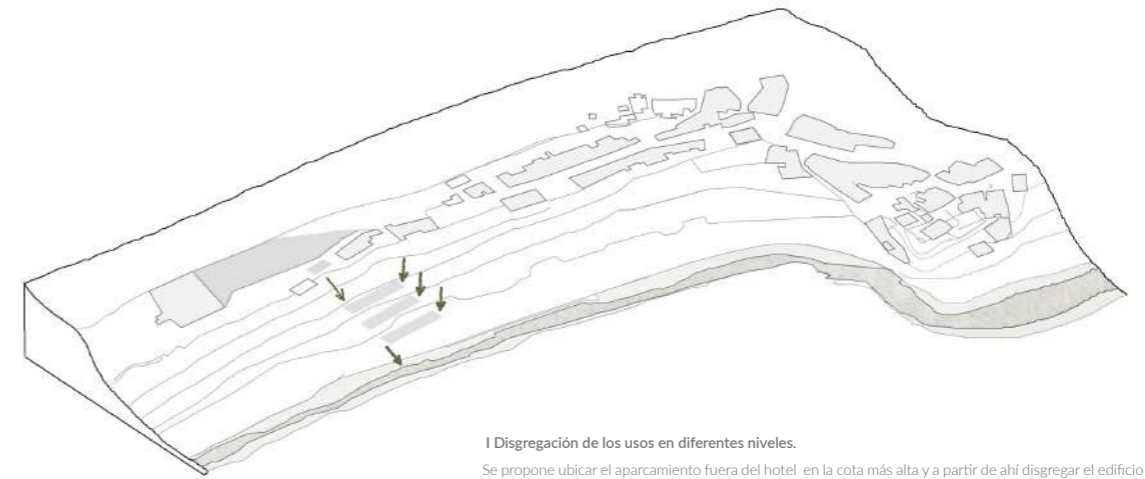 I Disgregación de los usos en diferentes niveles.
Se propone ubicar el aparcamiento fuera del hotel en la cota más alta y a partir de ahí disgregar el edificio